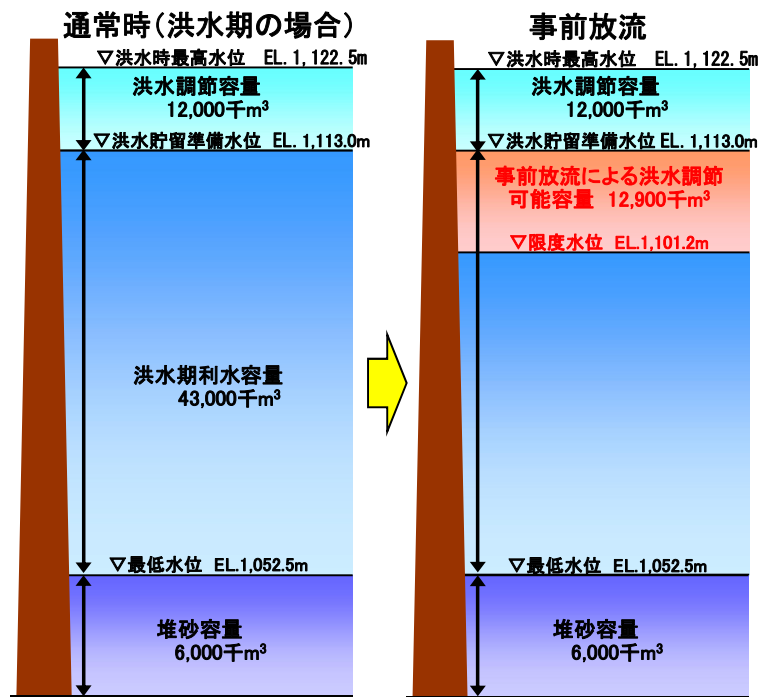 通常時(洪水期の場合)
▽洪水時最高水位 EL. 1, 122. 5m
洪水調節容量
12,000千m³
▽洪水貯留準備水位 EL. 1,113.0m
洪水期利水容量
43,000千m³
▽最低水位 EL.1,052.5m
堆砂容量
6,000千m³
事前放流
▽洪水時最高水位 EL. 1, 122. 5m
洪水調節容量
12,000千m³
▽洪水貯留準備水位 EL. 1,113.0m
事前放流による洪水調節
可能容量 12,900千m³
▽限度水位 EL.1,101.2m
▽最低水位 EL.1,052.5m
堆砂容量
6,000千m³